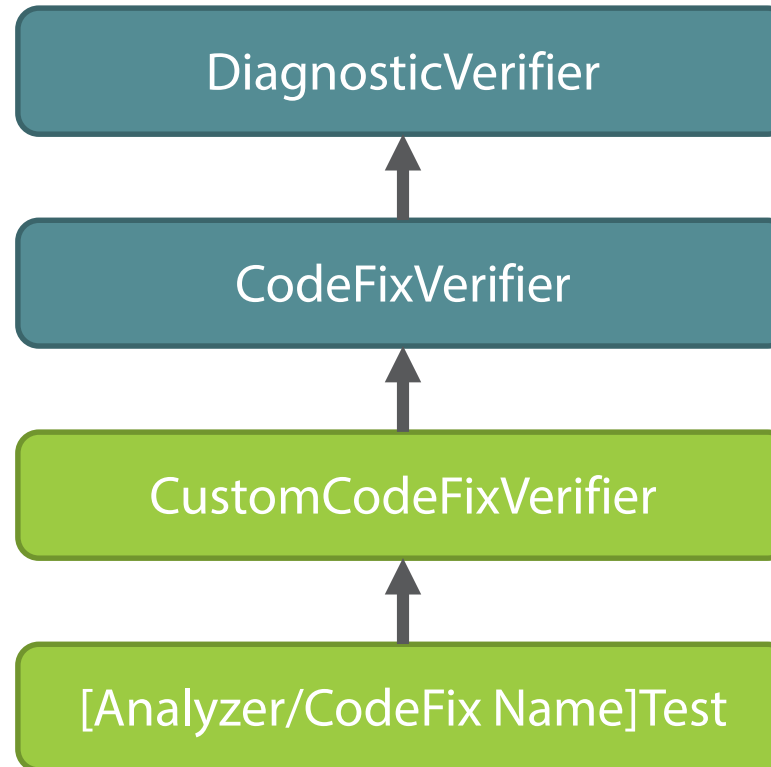 DiagnosticVerifier
CodeFixVerifier
CustomCodeFixVerifier
[Analyzer/CodeFix Name]Test